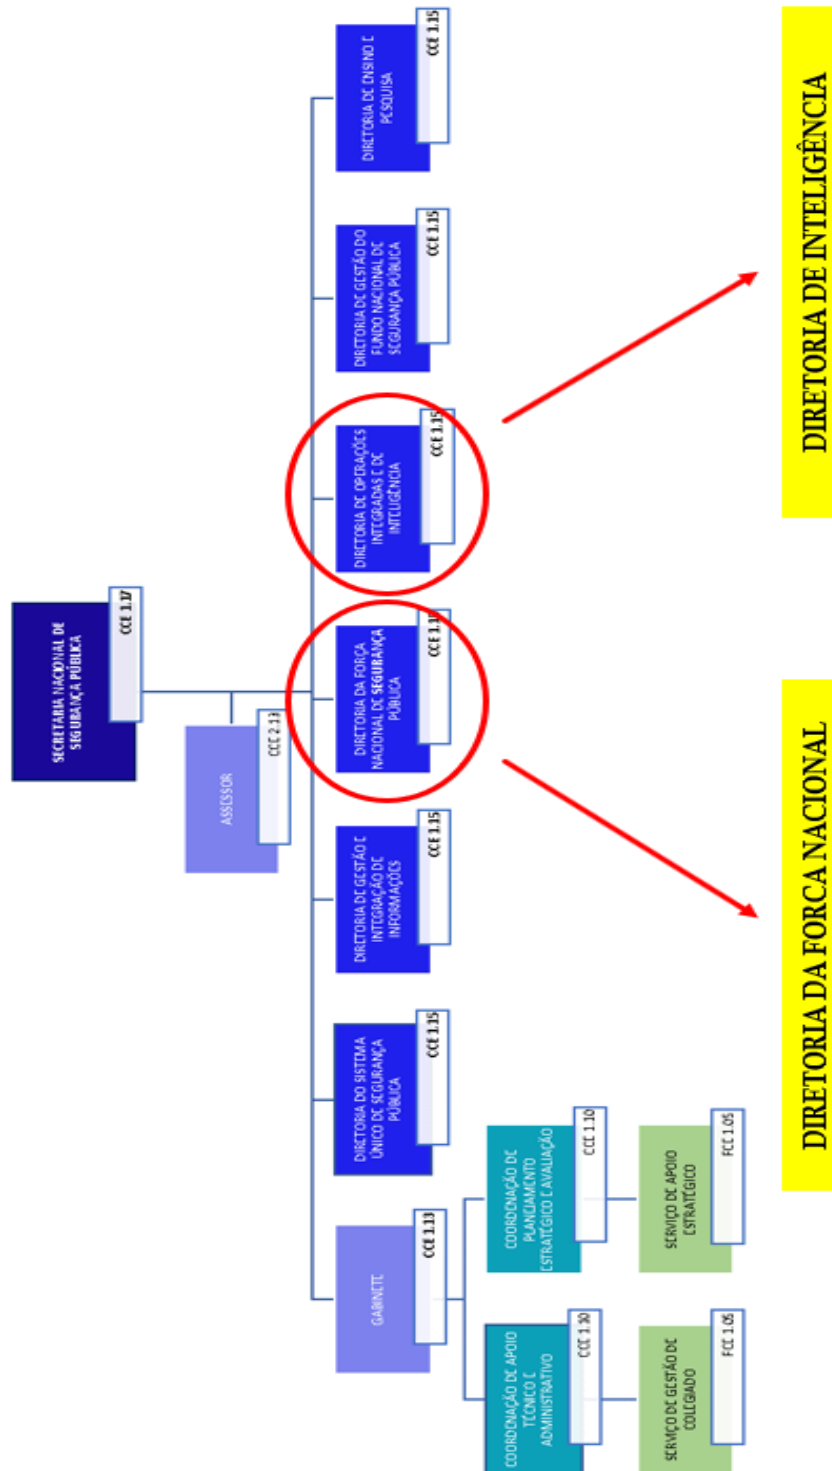 SECRETARIA NACIONAL DE
SEGURANÇA PÚBLICA
CCE 1.17
ASSESSOR
CCE 2.13
GABINETE
CCE 1.13
DIRETORIA DO SISTEMA
ÚNICO DE SEGURANÇA
PÚBLICA
CCE 1.15
DIRETORIA DE GESTÃO E
INTEGRAÇÃO DE
INFORMAÇÕES
CCE 1.15
DIRETORIA DA FORÇA
NACIONAL DE SEGURANÇA
PÚBLICA
CCE 1.15
DIRETORIA DE OPERAÇÕES
INTEGRADAS E DE
INTELIGÊNCIA
CCE 1.15
DIRETORIA DE GESTÃO DO
FUNDO NACIONAL DE
SEGURANÇA PÚBLICA
CCE 1.15
DIRETORIA DE ENSINO E
PESQUISA
CCE 1.15
COORDENAÇÃO DE APOIO
TÉCNICO E
ADMINISTRATIVO
CCE 1.10
COORDENAÇÃO DE
PLANEJAMENTO
ESTRATÉGICO E AVALIAÇÃO
CCE 1.10
SERVIÇO DE GESTÃO DE
COLEGIADO
FCE 1.05
SERVIÇO DE APOIO
ESTRATÉGICO
FCE 1.05
DIRETORIA DA FORCA NACIONAL
DIRETORIA DE INTELIGÊNCIA